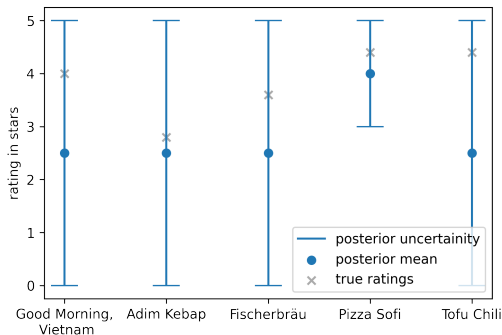 rating in stars
5
4
3
2
1
0
posterior uncertainity
posterior mean
true ratings
Good Morning,
Vietnam
Adim Kebap
Fischerbräu
Pizza Sofi
Tofu Chili